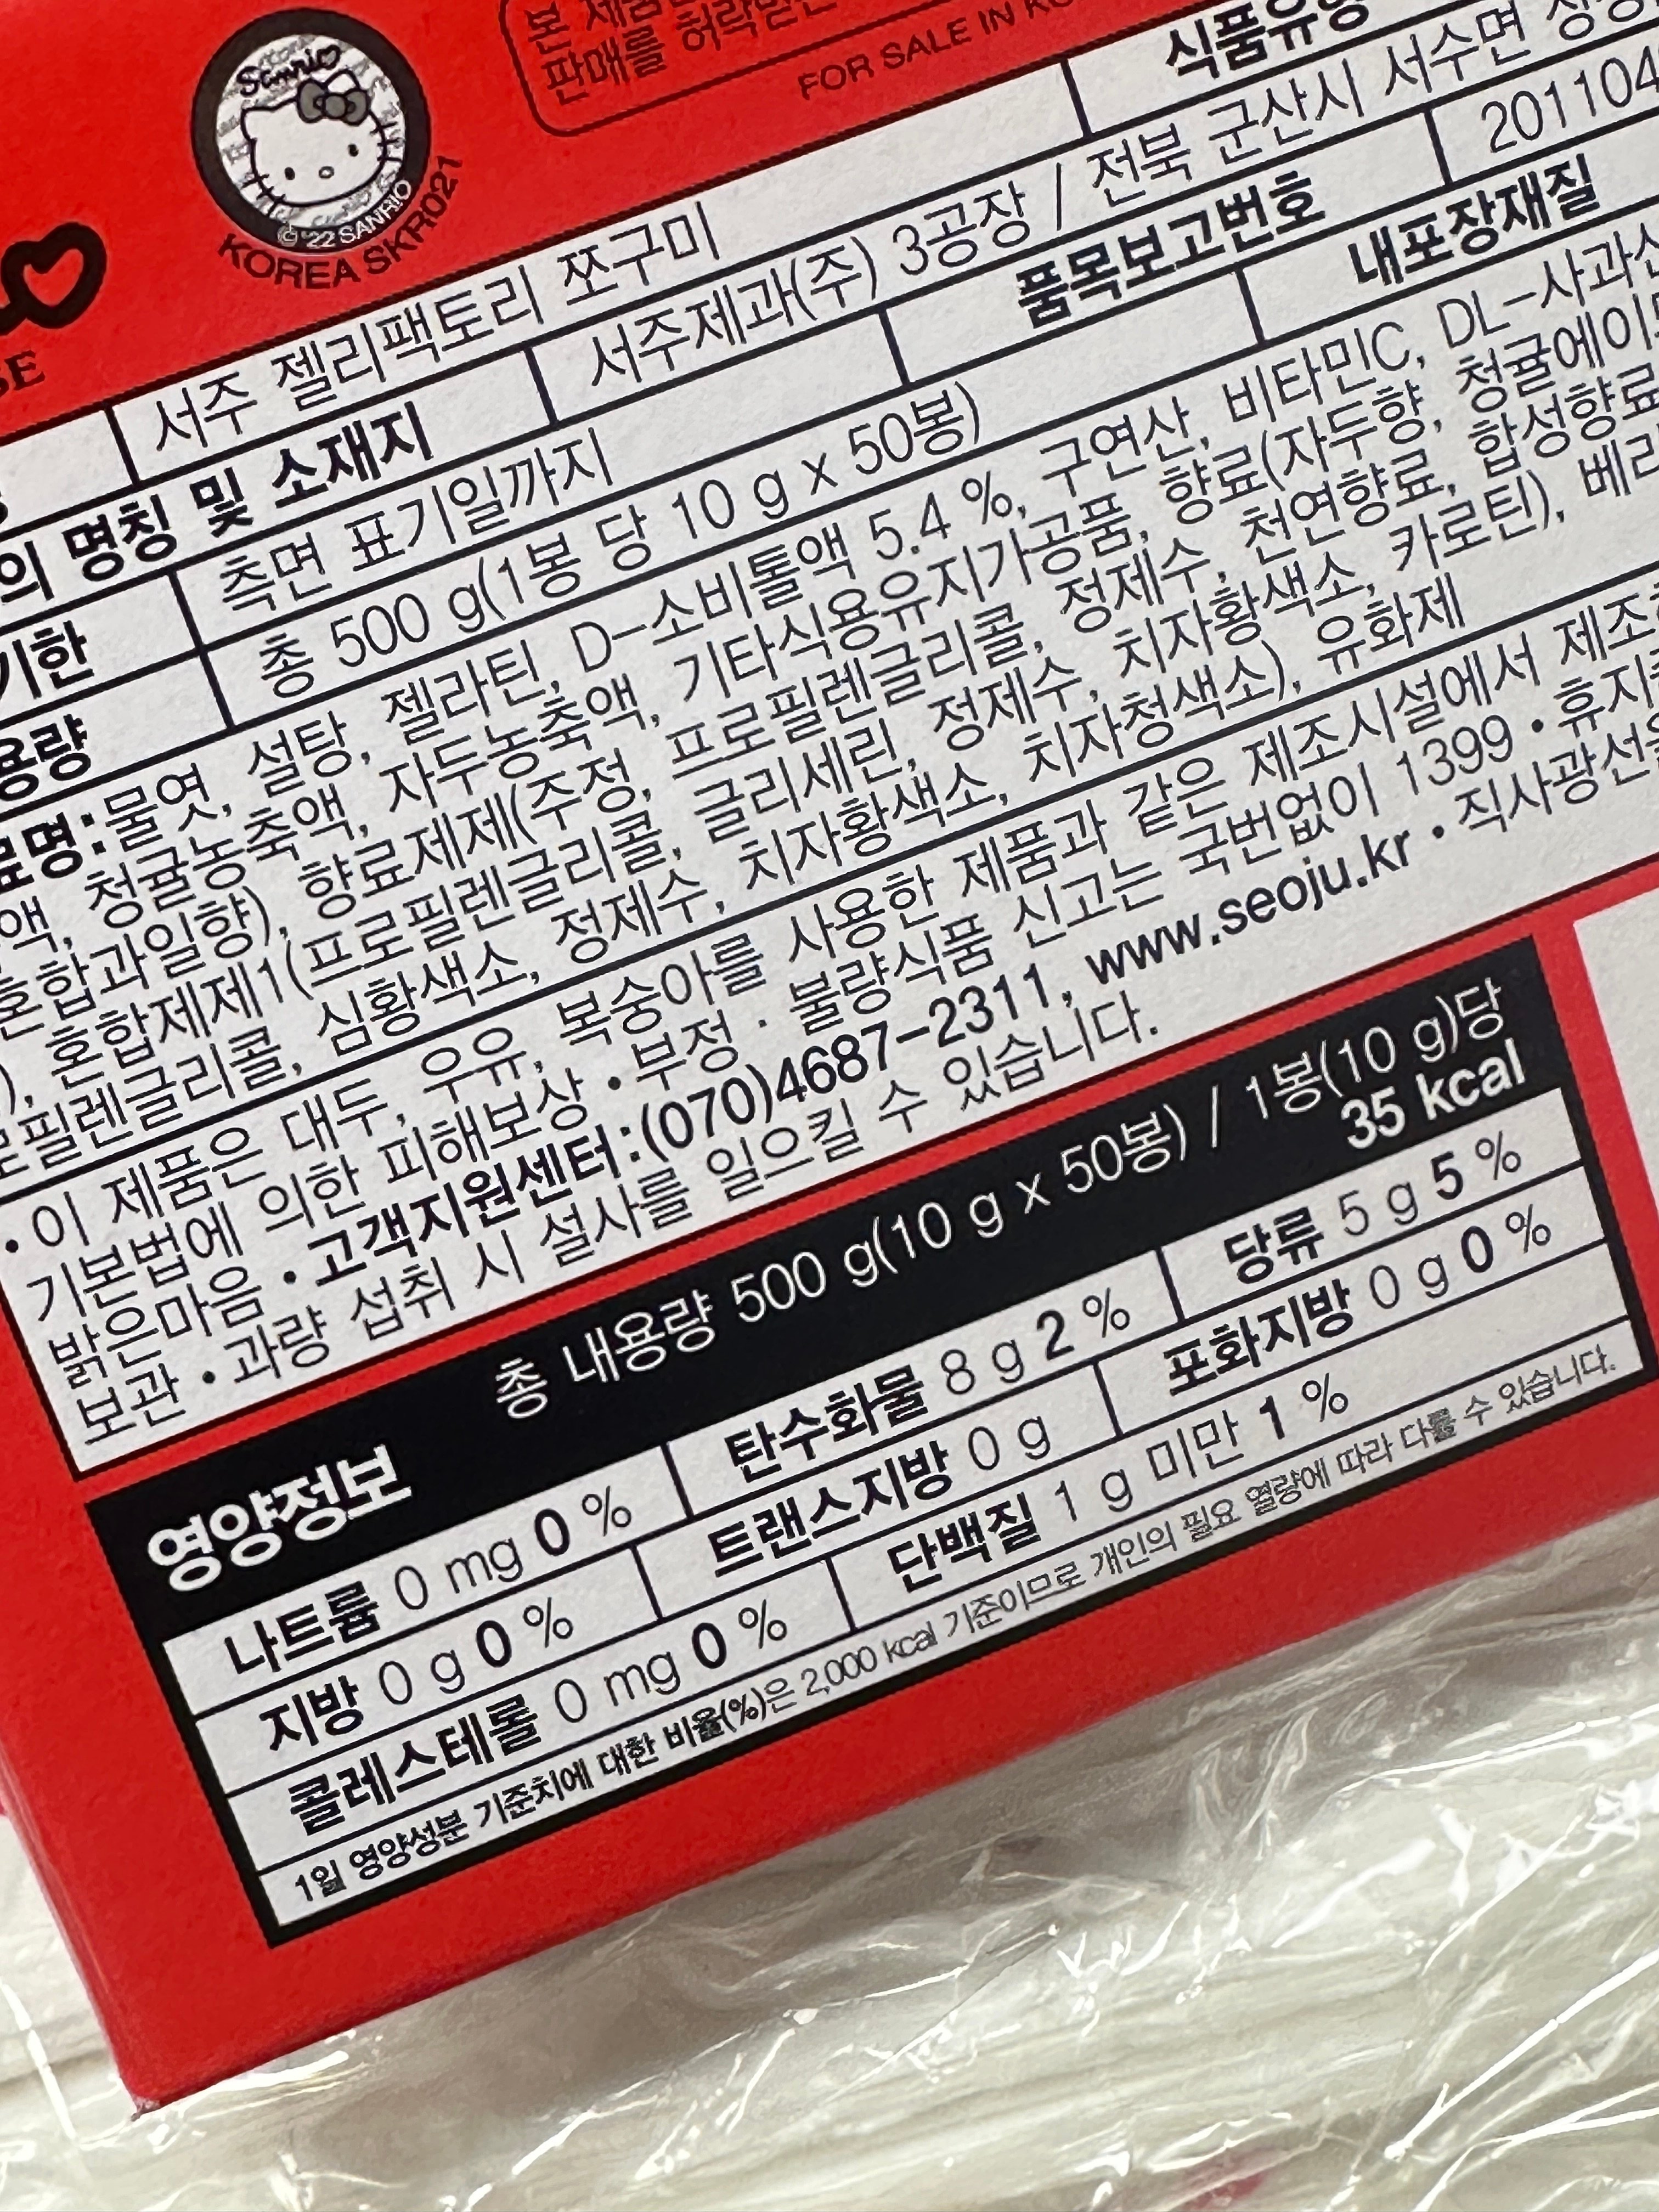 본 제품은
판매를 허락받은
FOR SALE IN
Sanrio
© '22 SANRIO
KOREA SKR021
식품유형
서주 젤리팩토리 쪼구미
의 명칭 및 소재지
서주제과(주) 3공장 / 전북 군산시 서수면
기한
측면 표기일까지
품목보고번호
201104
용량
총 500 g(1봉 당 10 g x 50봉)
내포장재질
료명:물엿, 설탕, 젤라틴, D-소비톨액 5.4 %, 구연산, 비타민C, DL-사과산
액, 청귤농축액, 자두농축액, 기타식용유지가공품, 향료(자두향, 청귤에이드
혼합과일향), 향료제제(주정, 프로필렌글리콜, 정제수, 천연향료, 합성향료
), 혼합제제1(프로필렌글리콜, 글리세린, 정제수, 치자황색소, 카로틴), 베리
로필렌글리콜, 심황색소, 정제수, 치자황색소, 치자청색소), 유화제
• 이 제품은 대두, 우유, 복숭아를 사용한 제품과 같은 제조시설에서 제조
기본법에 의한 피해보상 • 부정 · 불량식품 신고는 국번없이 1399 • 휴지
밝은마음 • 고객지원센터:(070)4687-2311, www.seoju.kr • 직사광선을
보관 • 과량 섭취 시 설사를 일으킬 수 있습니다.
영양정보 총 내용량 500 g(10 g x 50봉) / 1봉(10 g)당
35 kcal
나트륨 0 mg 0 % 탄수화물 8 g 2 % 당류 5 g 5 %
지방 0 g 0 % 트랜스지방 0 g 포화지방 0 g 0 %
콜레스테롤 0 mg 0 % 단백질 1 g 미만 1 %
1일 영양성분 기준치에 대한 비율(%)은 2,000 kcal 기준이므로 개인의 필요 열량에 따라 다를 수 있습니다.